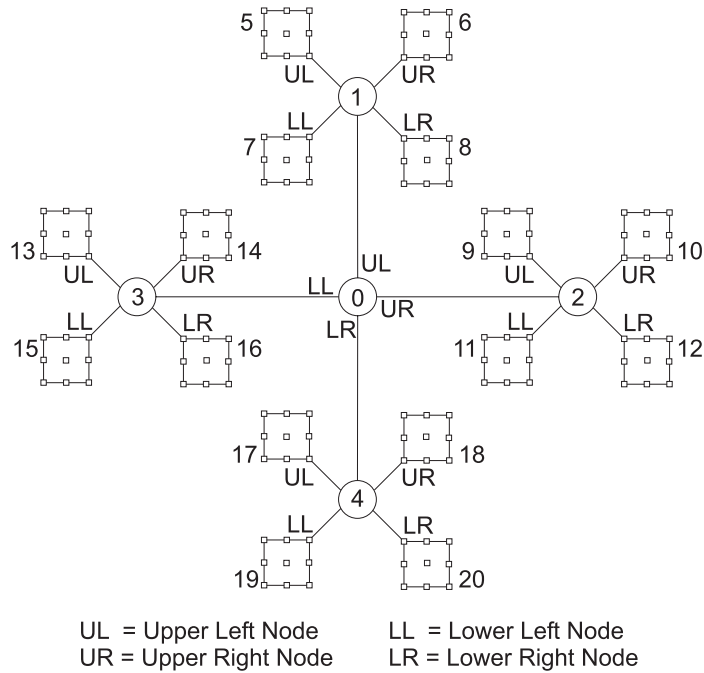 5 6
UL UR
1
LL LR
7 8
13 14 9 10
UL UR UL UR
UL
3 LL 0 UR 2
LR
LL LR LL LR
15 16 11 12
17 18
UL UR
4
LL LR
19 20
UL = Upper Left Node LL = Lower Left Node
UR = Upper Right Node LR = Lower Right Node